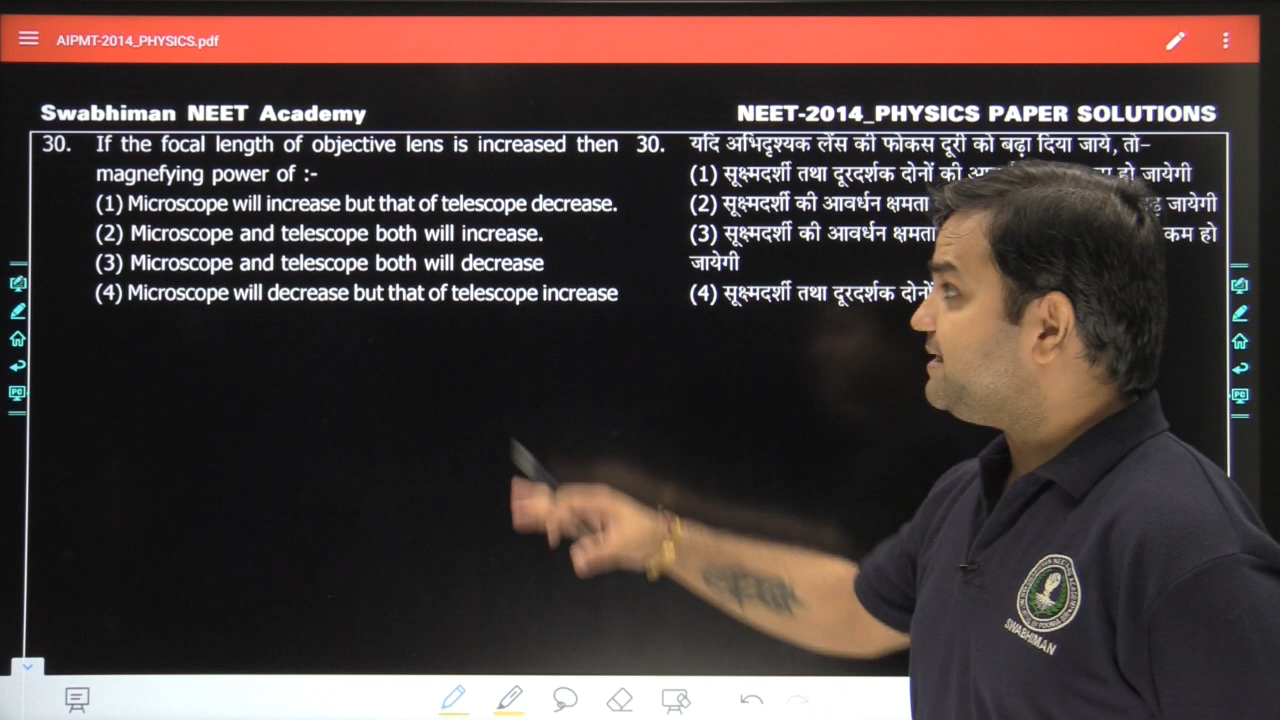 AIPMT-2014_PHYSICS.pdf
Swabhiman NEET Academy
NEET-2014_PHYSICS PAPER SOLUTIONS
30. If the focal length of objective lens is increased then
magnefying power of :-
(1) Microscope will increase but that of telescope decrease.
(2) Microscope and telescope both will increase.
(3) Microscope and telescope both will decrease
(4) Microscope will decrease but that of telescope increase
30. यदि अभिदृश्यक लेंस की फोकस दूरी को बढ़ा दिया जाये, तो–
(1) सूक्ष्मदर्शी तथा दूरदर्शक दोनों की हो जायेगी
(2) सूक्ष्मदर्शी की आवर्धन क्षमता जायेगी
(3) सूक्ष्मदर्शी की आवर्धन क्षमता कम हो
जायेगी
(4) सूक्ष्मदर्शी तथा दूरदर्शक
PC
PC
SWABHIMAN